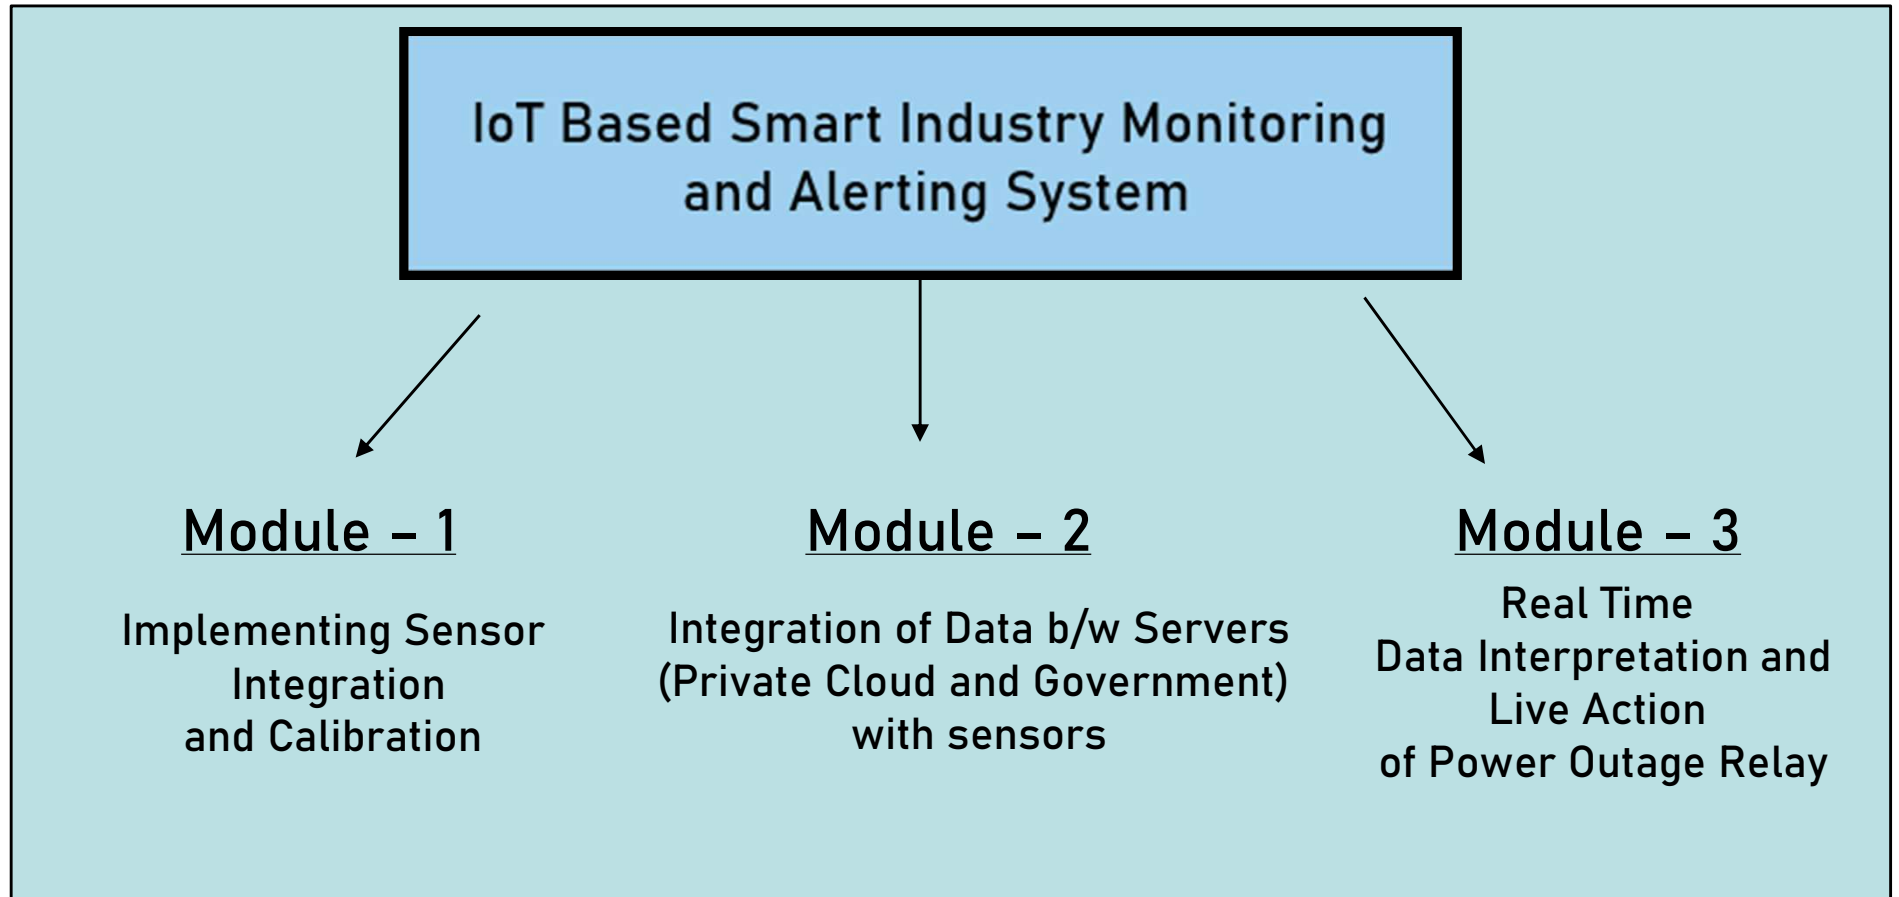 IoT Based Smart Industry Monitoring
and Alerting System
Module – 1
Implementing Sensor
Integration
and Calibration
Module – 2
Integration of Data b/w Servers
(Private Cloud and Government)
with sensors
Module – 3
Real Time
Data Interpretation and
Live Action
of Power Outage Relay